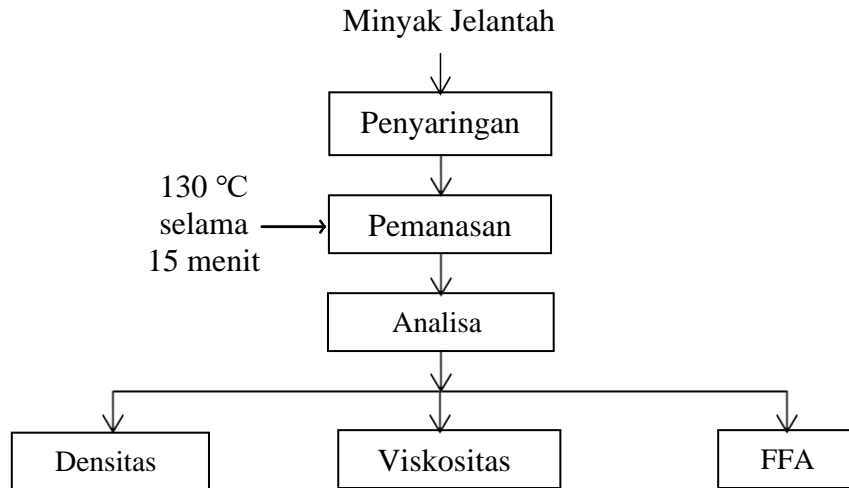 Minyak Jelantah
Penyaringan
130 °C
selama
15 menit
Pemanasan
Analisa
Densitas
Viskositas
FFA